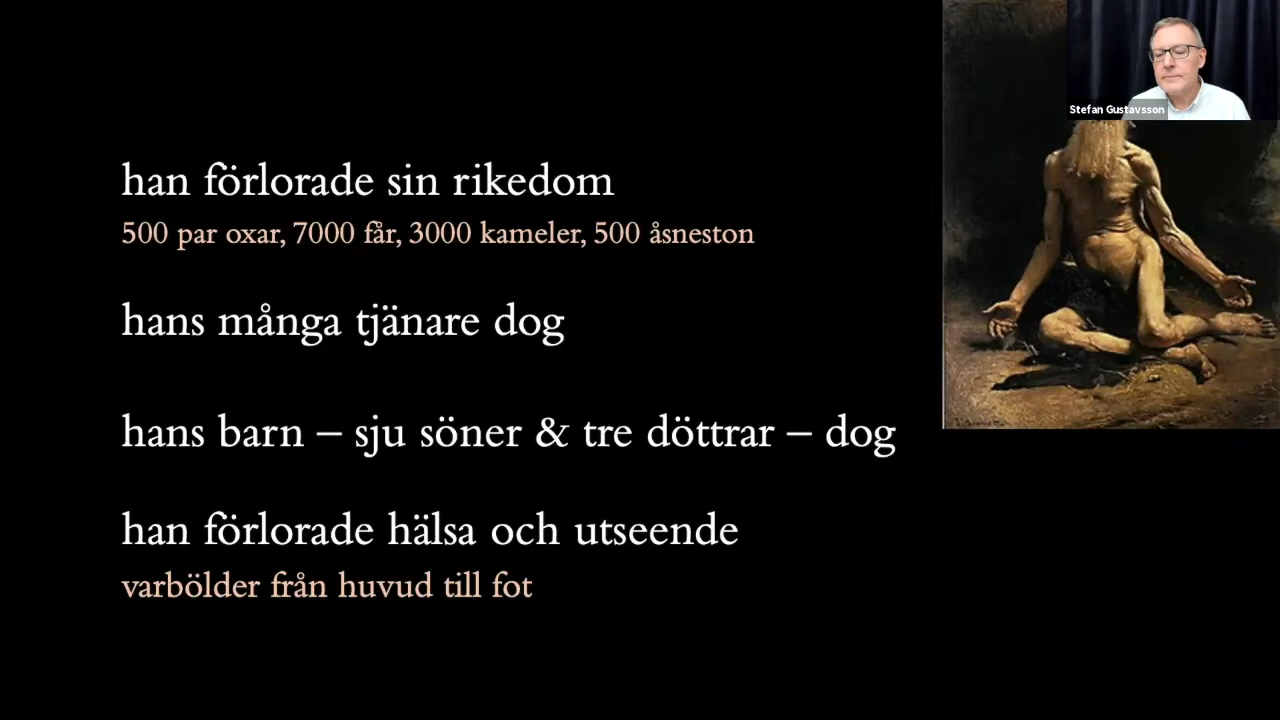 han förlorade sin rikedom
500 par oxar, 7000 får, 3000 kameler, 500 åsneston
hans många tjänare dog
hans barn – sju söner & tre döttrar – dog
han förlorade hälsa och utseende
varbölder från huvud till fot
Stefan Gustavsson